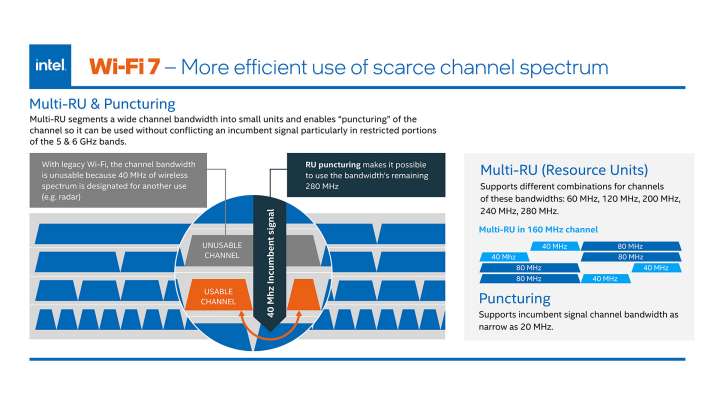 intel.
Wi-Fi 7 – More efficient use of scarce channel spectrum
Multi-RU & Puncturing
Multi-RU segments a wide channel bandwidth into small units and enables “puncturing” of the
channel so it can be used without conflicting an incumbent signal particularly in restricted portions
of the 5 & 6 GHz bands.
With legacy Wi-Fi, the channel bandwidth
is unusable because 40 MHz of wireless
spectrum is designated for another use
(e.g. radar)
RU puncturing makes it possible
to use the bandwidth's remaining
280 MHz
UNUSABLE
CHANNEL
USABLE
CHANNEL
40 Mhz Incumbent signal
Multi-RU (Resource Units)
Supports different combinations for channels
of these bandwidths: 60 MHz, 120 MHz, 200 MHz,
240 MHz, 280 MHz.
Multi-RU in 160 MHz channel
40 MHz 80 MHz
40 Mhz 80 MHz
80 MHz 40 MHz
80 MHz 40 MHz
Puncturing
Supports incumbent signal channel bandwidth as
narrow as 20 MHz.